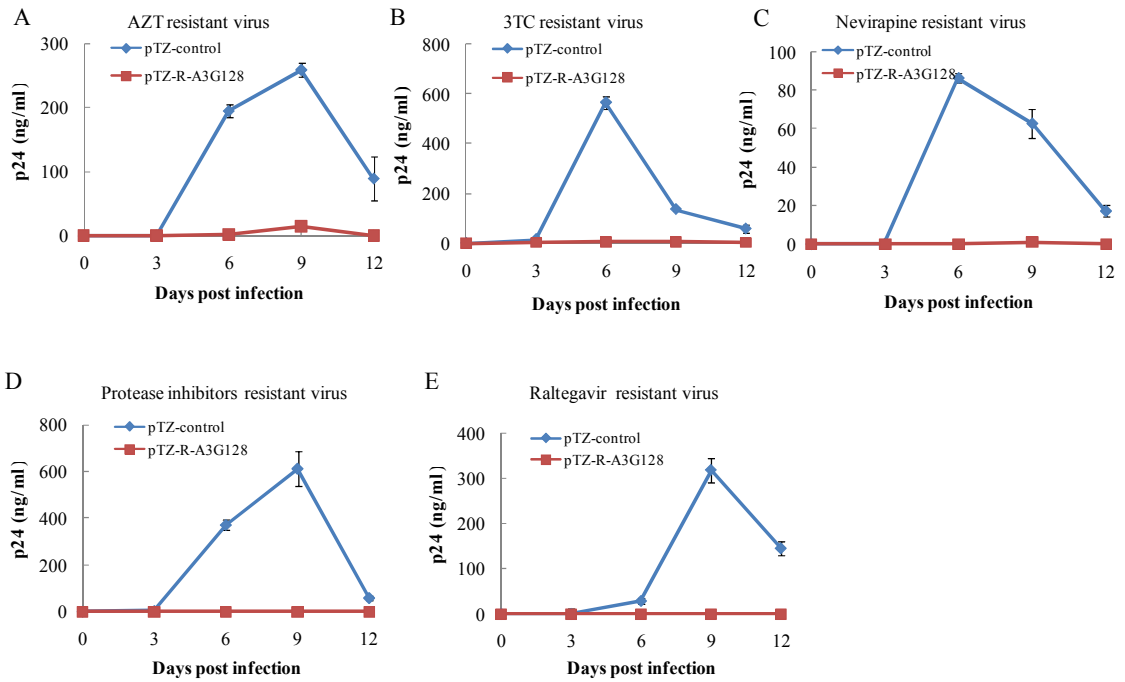 A
AZT resistant virus
pTZ-control
pTZ-R-A3G128
300
200
100
0
p24 (ng/ml)
0 3 6 9 12
Days post infection
B
3TC resistant virus
pTZ-control
pTZ-R-A3G128
800
600
400
200
0
p24 (ng/ml)
0 3 6 9 12
Days post infection
C
Nevirapine resistant virus
pTZ-control
pTZ-R-A3G128
100
80
60
40
20
0
p24 (ng/ml)
0 3 6 9 12
Days post infection
D
Protease inhibitors resistant virus
pTZ-control
pTZ-R-A3G128
800
600
400
200
0
p24 (ng/ml)
0 3 6 9 12
Days post infection
E
Raltegavir resistant virus
pTZ-control
pTZ-R-A3G128
400
300
200
100
0
p24 (ng/ml)
0 3 6 9 12
Days post infection